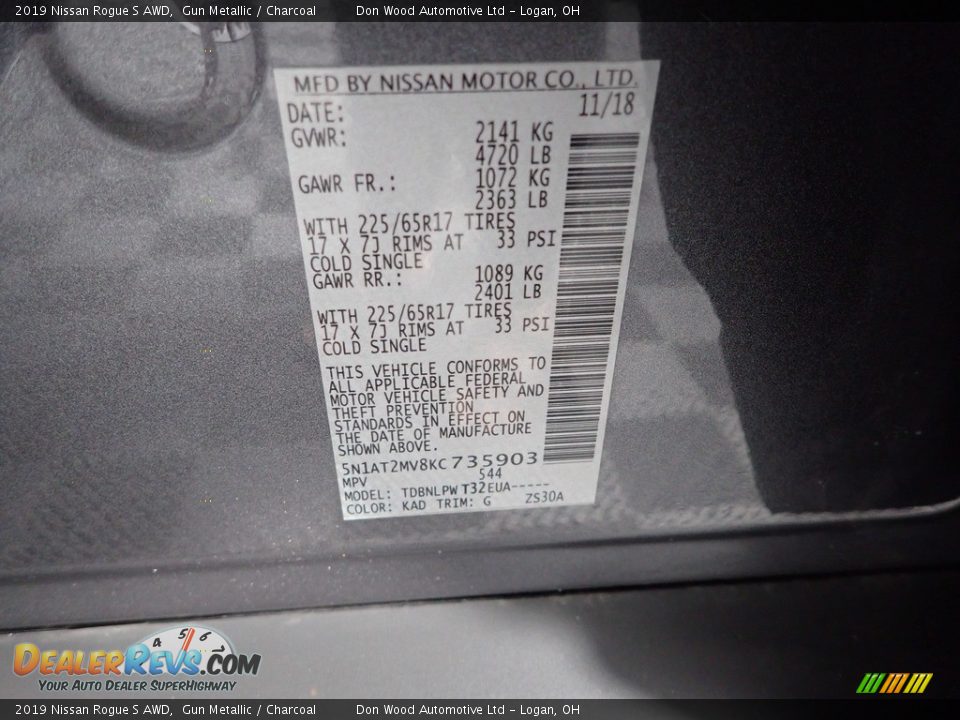 2019 Nissan Rogue S AWD, Gun Metallic / Charcoal Don Wood Automotive Ltd - Logan, OH
MFD BY NISSAN MOTOR CO., LTD.
DATE: 11/18
GVWR: 2141 KG
4720 LB
GAWR FR.: 1072 KG
2363 LB
WITH 225/65R17 TIRES
17 X 7J RIMS AT 33 PSI
COLD SINGLE
GAWR RR.: 1089 KG
2401 LB
WITH 225/65R17 TIRES
17 X 7J RIMS AT 33 PSI
COLD SINGLE
THIS VEHICLE CONFORMS TO
ALL APPLICABLE FEDERAL
MOTOR VEHICLE SAFETY AND
THEFT PREVENTION
STANDARDS IN EFFECT ON
THE DATE OF MANUFACTURE
SHOWN ABOVE.
5N1AT2MV8KC735903
MPV 544
MODEL: TDBNLPWT32EUA-----
COLOR: KAD TRIM: G ZS30A
4 5 6
DEALERREVS.COM
YOUR AUTO DEALER SUPERHIGHWAY
2019 Nissan Rogue S AWD, Gun Metallic / Charcoal Don Wood Automotive Ltd - Logan, OH